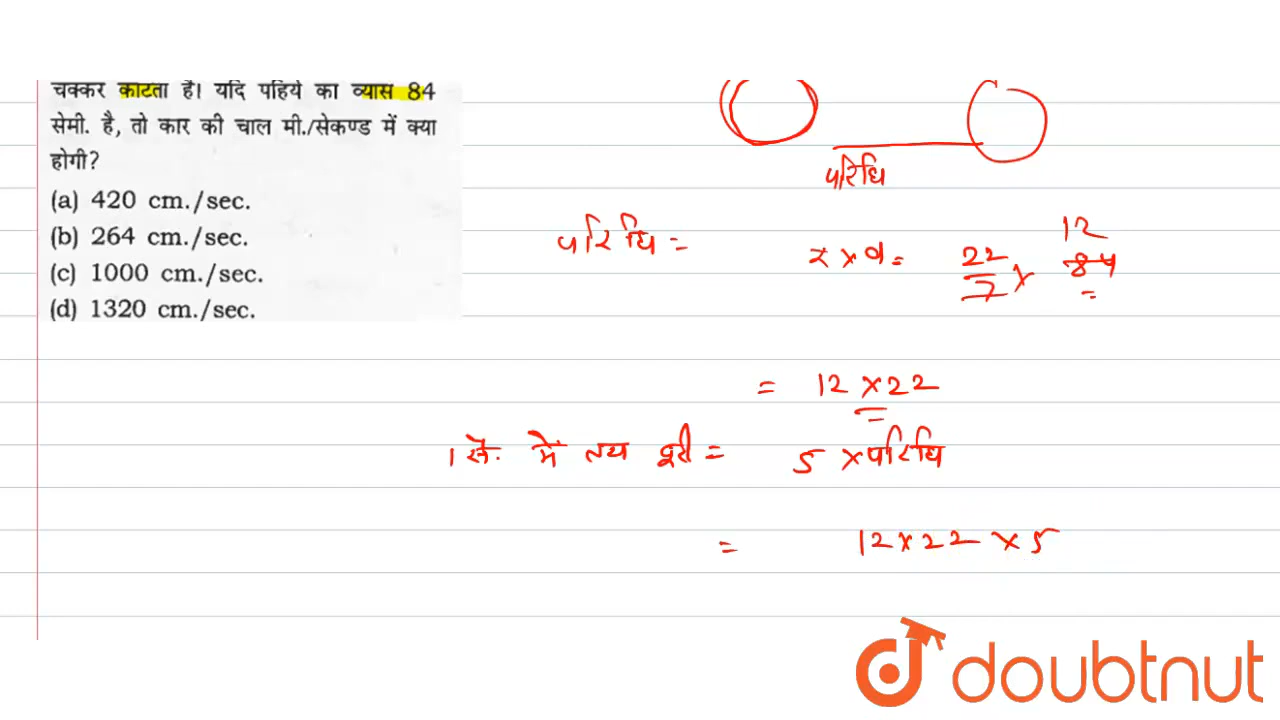 चक्कर काटता है। यदि पहिये का व्यास 84
सेमी. है, तो कार की चाल मी./सेकण्ड में क्या
होगी?
(a) 420 cm./sec.
(b) 264 cm./sec.
(c) 1000 cm./sec.
(d) 1320 cm./sec.
परिधि
परिधि =
π × d = 22/7 × 84 12
=
= 12 × 22
=
1 से. में तय दूरी = 5 × परिधि
= 12 × 22 × 5
doubtnut